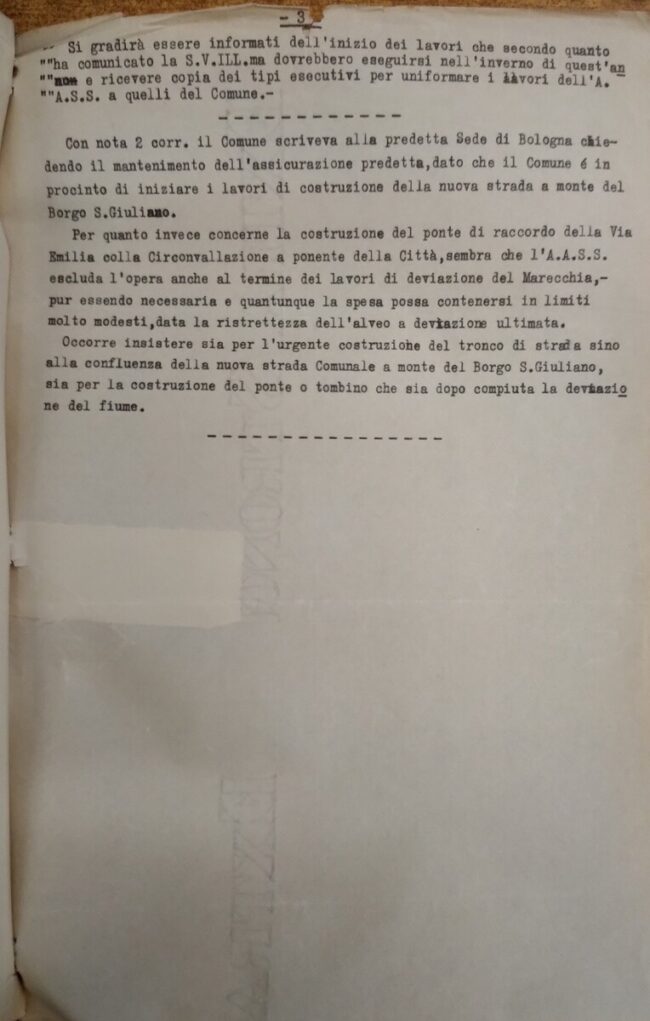 - 3 -
"" Si gradirà essere informati dell'inizio dei lavori che secondo quanto
""ha comunicato la S.V.ILL.ma dovrebbero eseguirsi nell'inverno di quest'an
""non e ricevere copia dei tipi esecutivi per uniformare i lavori dell'A.
""A.S.S. a quelli del Comune.-
- - - - - - - - - - - -
Con nota 2 corr. il Comune scriveva alla predetta Sede di Bologna chie-
dendo il mantenimento dell'assicurazione predetta,dato che il Comune é in
procinto di iniziare i lavori di costruzione della nuova strada a monte del
Borgo S.Giuliano.
Per quanto invece concerne la costruzione del ponte di raccordo della Via
Emilia colla Circonvallazione a ponente della Città,sembra che l'A.A.S.S.
escluda l'opera anche al termine dei lavori di deviazione del Marecchia,-
pur essendo necessaria e quantunque la spesa possa contenersi in limiti
molto modesti,data la ristrettezza dell'alveo a deviazione ultimata.
Occorre insistere sia per l'urgente costruzione del tronco di strada sino
alla confluenza della nuova strada Comunale a monte del Borgo S.Giuliano,
sia per la costruzione del ponte o tombino che sia dopo compiuta la deviazio
ne del fiume.
- - - - - - - - - - - - - - - - -